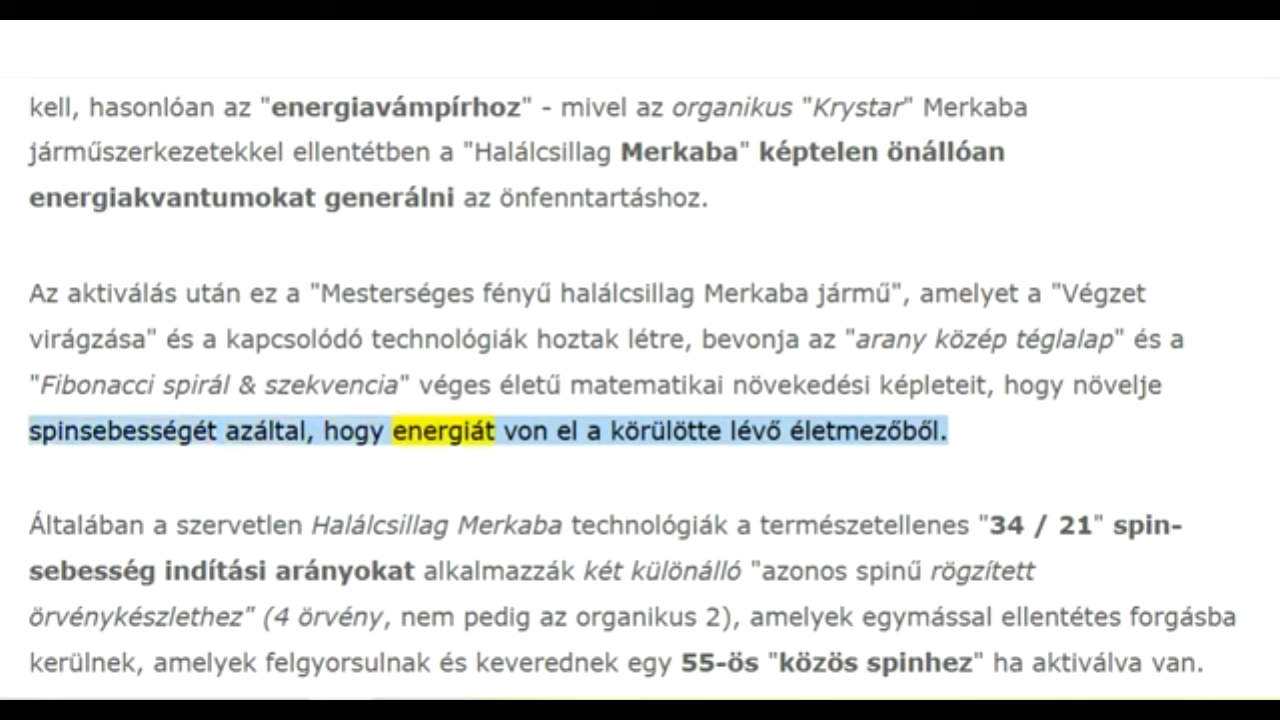 kell, hasonlóan az "energiavámpírhoz" - mivel az organikus "Krystar" Merkaba
járműszerkezetekkel ellentétben a "Halálcsillag Merkaba" képtelen önállóan
energiakvantumokat generálni az önfenntartáshoz.
Az aktiválás után ez a "Mesterséges fényű halálcsillag Merkaba jármű", amelyet a "Végzet
virágzása" és a kapcsolódó technológiák hoztak létre, bevonja az "arany közép téglalap" és a
"Fibonacci spirál & szekvencia" véges életű matematikai növekedési képleteit, hogy növelje
spinsebességét azáltal, hogy energiát von el a körülötte lévő életmezőből.
Általában a szervetlen Halálcsillag Merkaba technológiák a természetellenes "34 / 21" spin-
sebesség indítási arányokat alkalmazzák két különálló "azonos spinű rögzített
örvénykészlethez" (4 örvény, nem pedig az organikus 2), amelyek egymással ellentétes forgásba
kerülnek, amelyek felgyorsulnak és keverednek egy 55-ös "közös spinhez" ha aktiválva van.